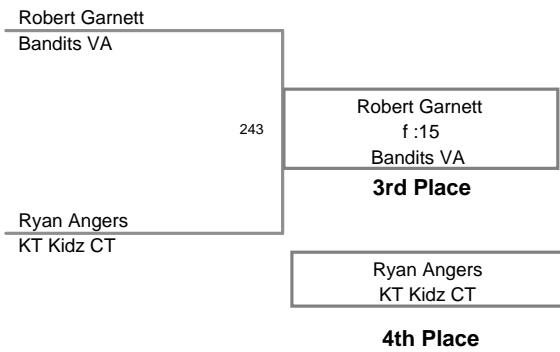 Robert Garnett
Bandits VA
243
Robert Garnett
f :15
Bandits VA
3rd Place
Ryan Angers
KT Kidz CT
Ryan Angers
KT Kidz CT
4th Place